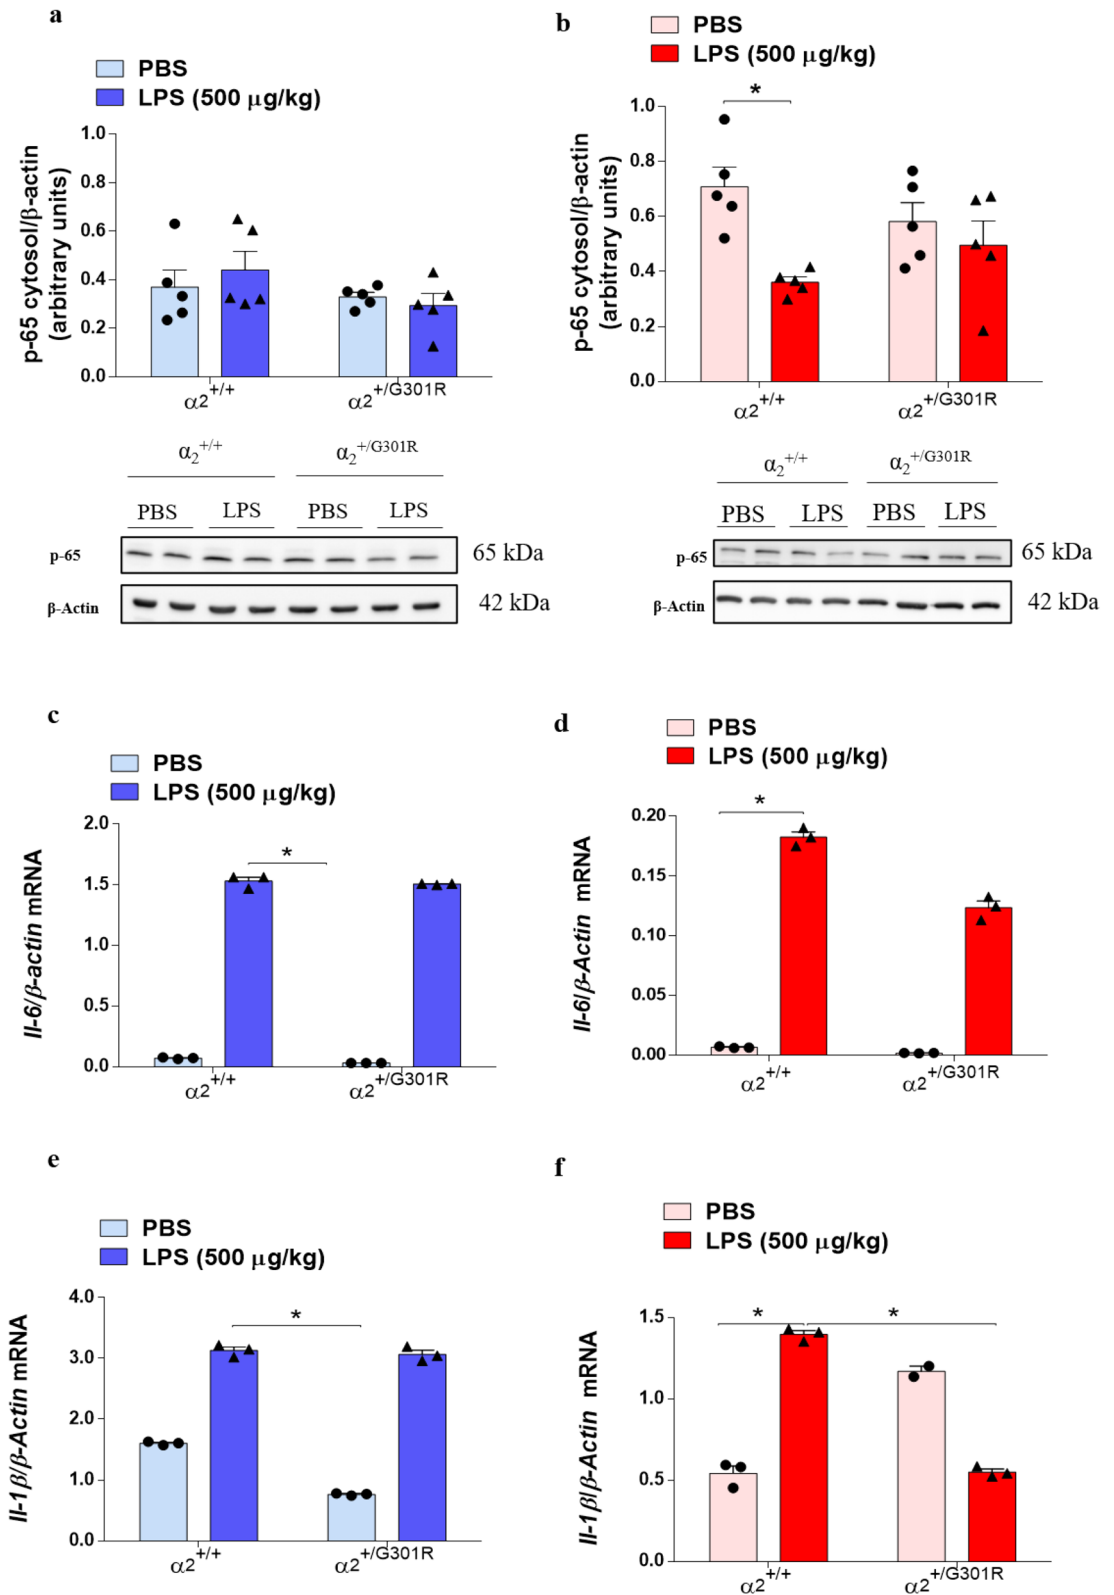 a
PBS
LPS (500 μg/kg)
p-65 cytosol/β-actin
(arbitrary units)
1.0
0.8
0.6
0.4
0.2
0.0
α2+/+
α2+/G301R
α2+/+
α2+/G301R
PBS
LPS
PBS
LPS
p-65
65 kDa
β-Actin
42 kDa
b
PBS
LPS (500 μg/kg)
*
p-65 cytosol/β-actin
(arbitrary units)
1.0
0.8
0.6
0.4
0.2
0.0
α2+/+
α2+/G301R
α2+/+
α2+/G301R
PBS
LPS
PBS
LPS
p-65
65 kDa
β-Actin
42 kDa
c
PBS
LPS (500 μg/kg)
*
Il-6/β-actin mRNA
2.0
1.5
1.0
0.5
0.0
α2+/+
α2+/G301R
d
PBS
LPS (500 μg/kg)
*
Il-6/β-Actin mRNA
0.20
0.15
0.10
0.05
0.00
α2+/+
α2+/G301R
e
PBS
LPS (500 μg/kg)
*
Il-1β/β-Actin mRNA
4.0
3.0
2.0
1.0
0.0
α2+/+
α2+/G301R
f
PBS
LPS (500 μg/kg)
*
*
Il-1β/β-Actin mRNA
1.5
1.0
0.5
0.0
α2+/+
α2+/G301R